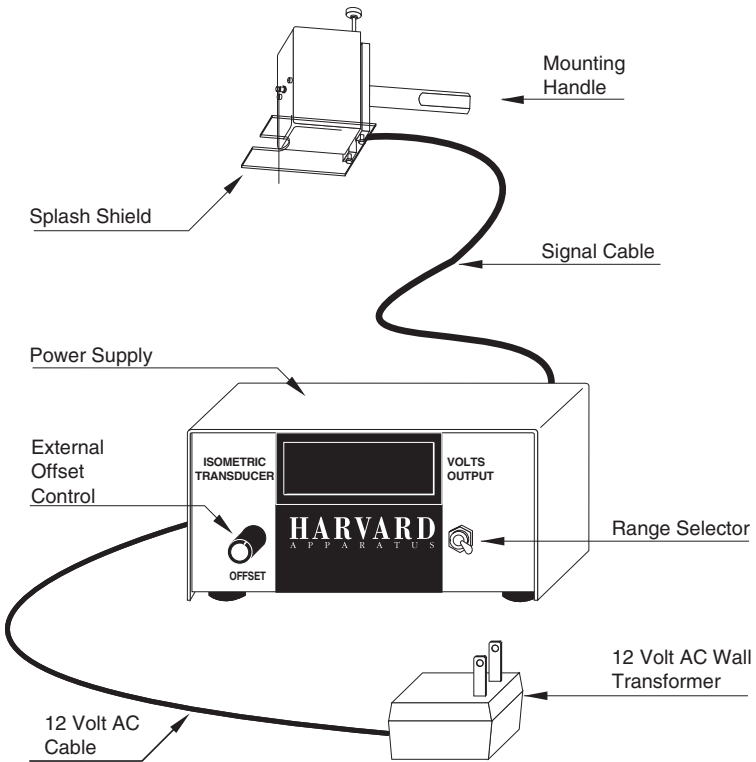 Mounting
Handle
Splash Shield
Signal Cable
Power Supply
External
Offset
Control
ISOMETRIC
TRANSDUCER
VOLTS
OUTPUT
HARVARD
APPARATUS
OFFSET
Range Selector
12 Volt AC Wall
Transformer
12 Volt AC
Cable